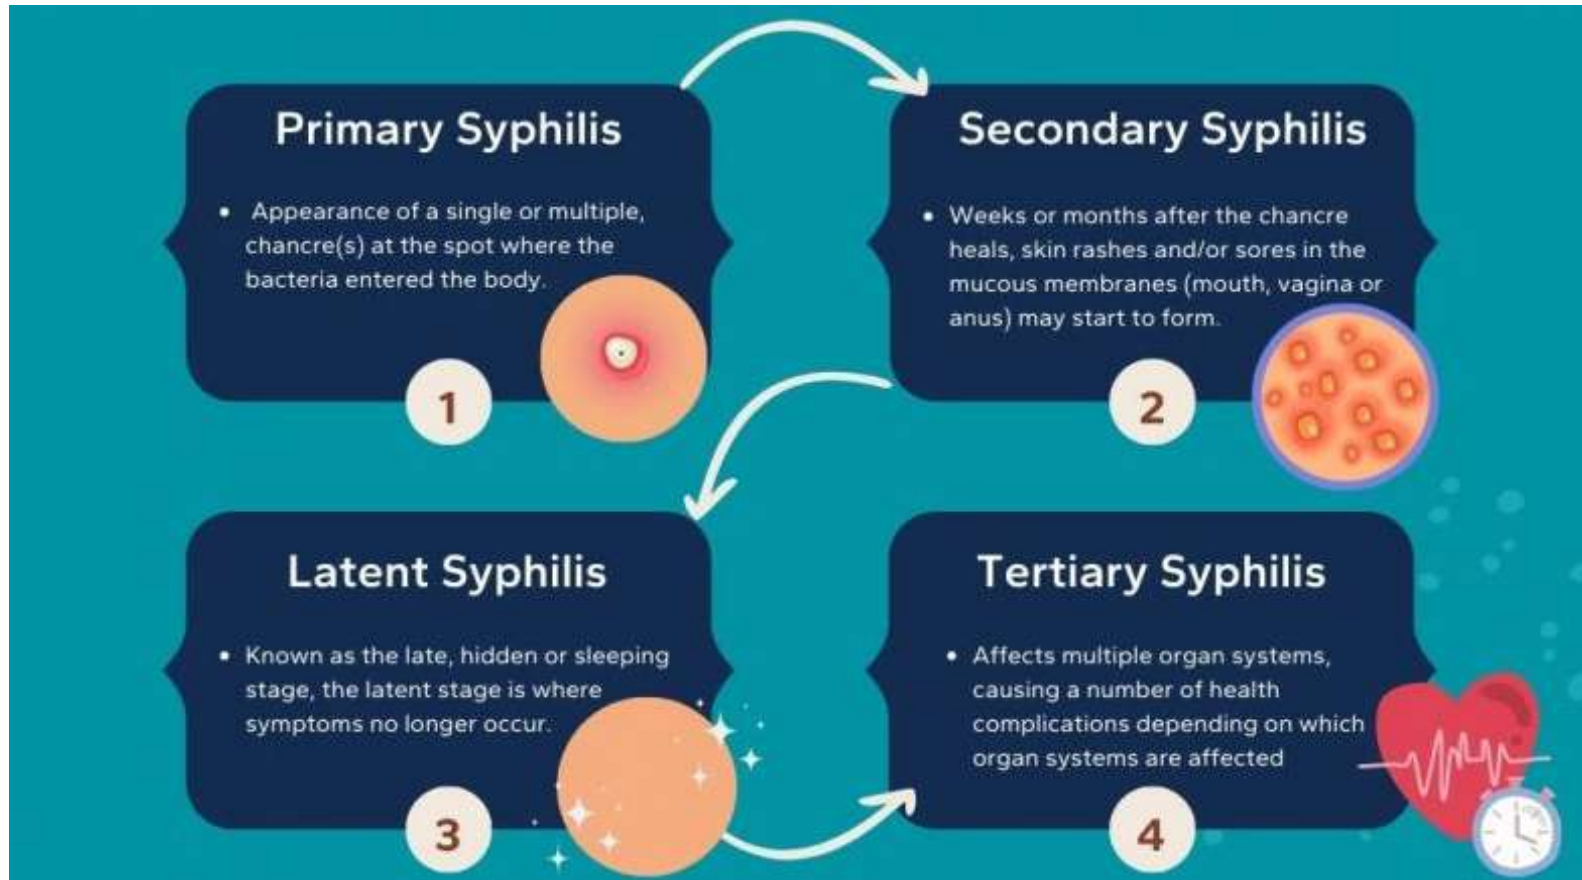 Primary Syphilis
• Appearance of a single or multiple,
chancre(s) at the spot where the
bacteria entered the body.
1
Secondary Syphilis
• Weeks or months after the chancre
heals, skin rashes and/or sores in the
mucous membranes (mouth, vagina or
anus) may start to form.
2
Latent Syphilis
• Known as the late, hidden or sleeping
stage, the latent stage is where
symptoms no longer occur.
3
Tertiary Syphilis
• Affects multiple organ systems,
causing a number of health
complications depending on which
organ systems are affected
4